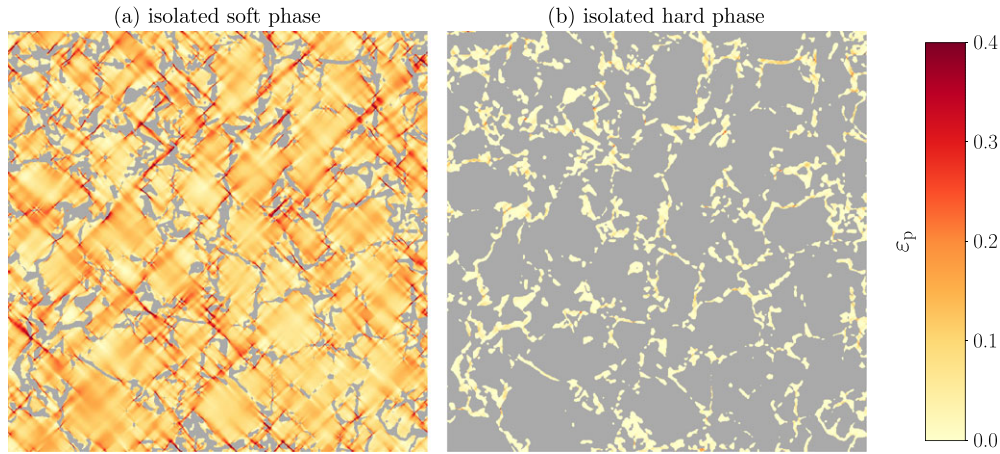 (a) isolated soft phase
(b) isolated hard phase
0.4
0.3
0.2
0.1
0.0
εp